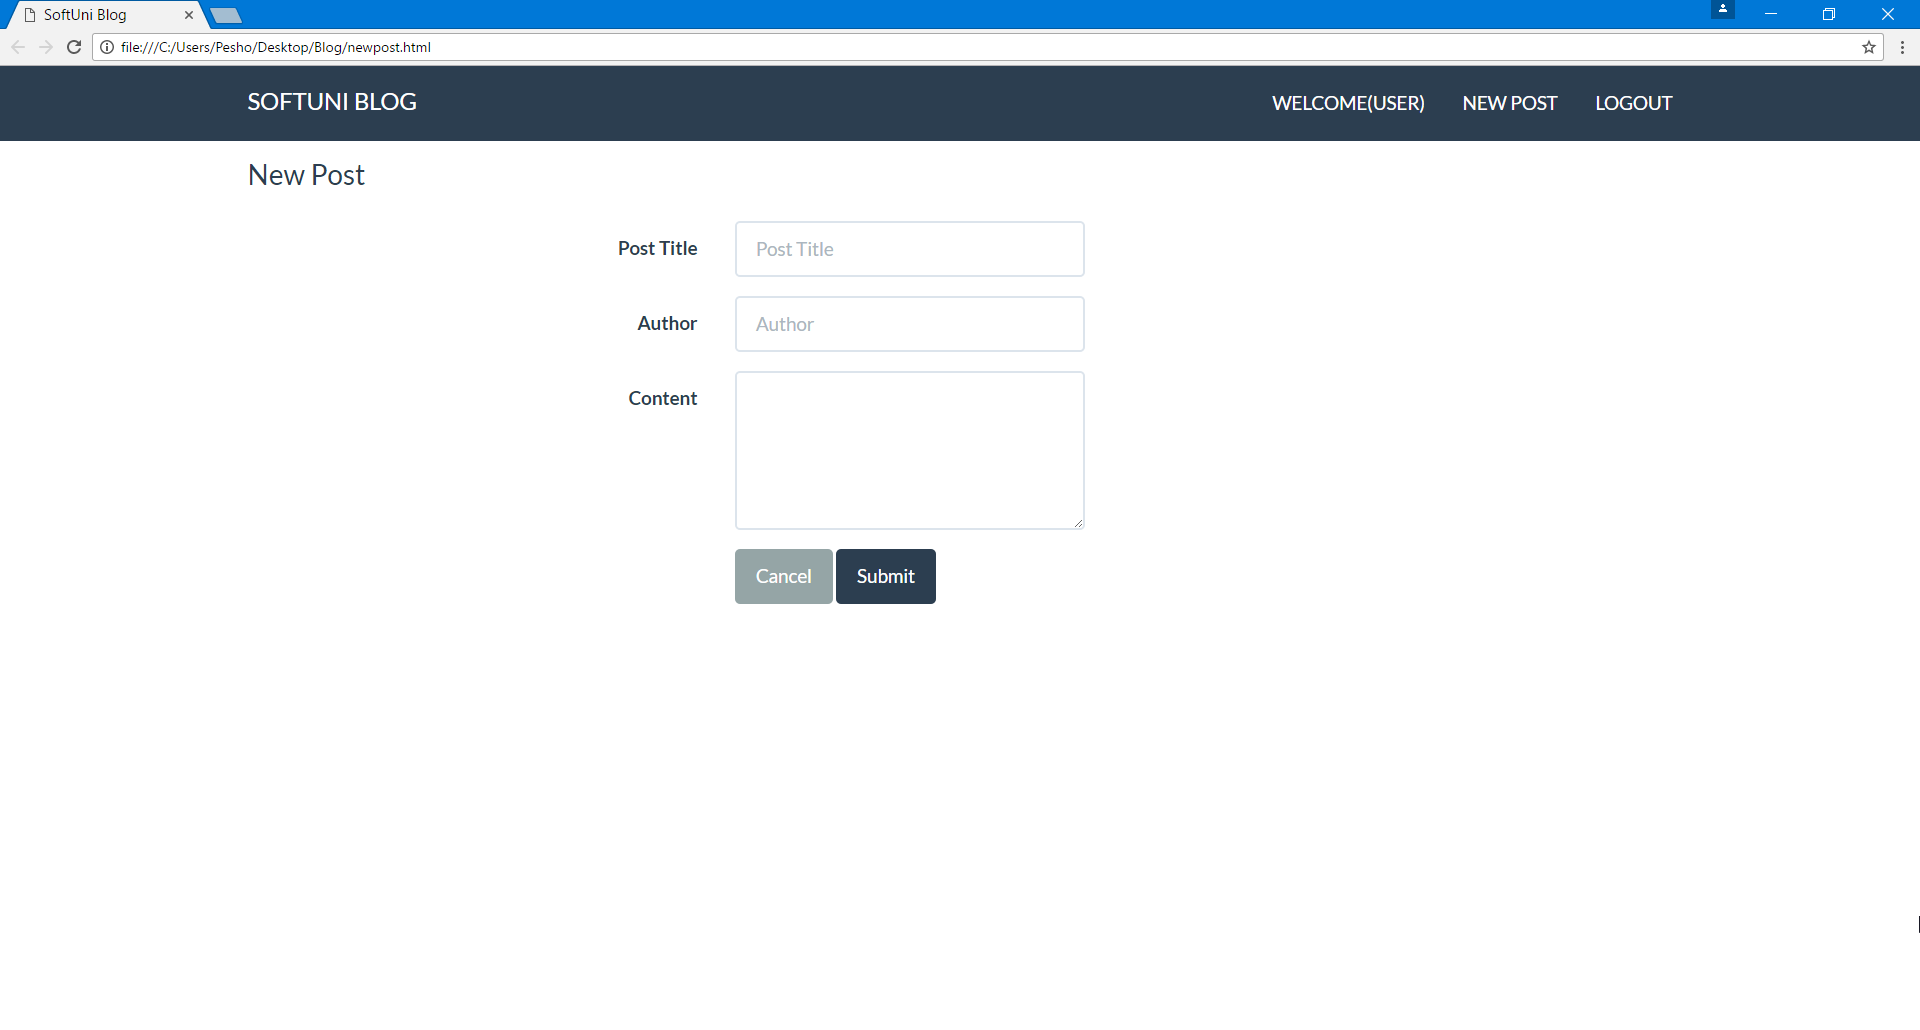 SoftUni Blog
file:///C:/Users/Pesho/Desktop/Blog/newpost.html
SOFTUNI BLOG WELCOME(USER) NEW POST LOGOUT
New Post
Post Title Post Title
Author Author
Content
Cancel Submit